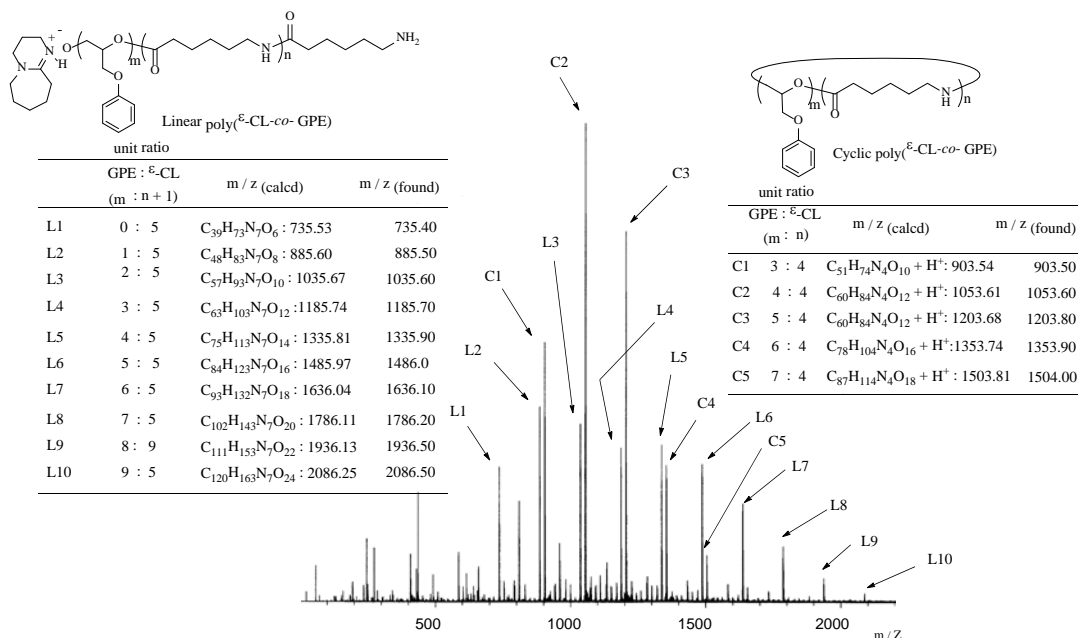 Linear poly(ε-CL-co- GPE)
unit ratio
GPE : ε-CL
(m : n + 1)
m / z (calcd)
m / z (found)
L1 0 : 5 C39H73N7O6 : 735.53 735.40
L2 1 : 5 C48H83N7O8 : 885.60 885.50
L3 2 : 5 C57H93N7O10 : 1035.67 1035.60
L4 3 : 5 C63H103N7O12 : 1185.74 1185.70
L5 4 : 5 C75H113N7O14 : 1335.81 1335.90
L6 5 : 5 C84H123N7O16 : 1485.97 1486.0
L7 6 : 5 C93H132N7O18 : 1636.04 1636.10
L8 7 : 5 C102H143N7O20 : 1786.11 1786.20
L9 8 : 9 C111H153N7O22 : 1936.13 1936.50
L10 9 : 5 C120H163N7O24 : 2086.25 2086.50
Cyclic poly(ε-CL-co- GPE)
unit ratio
GPE : ε-CL
(m : n)
m / z (calcd)
m / z (found)
C1 3 : 4 C51H74N4O10 + H+ : 903.54 903.50
C2 4 : 4 C60H84N4O12 + H+ : 1053.61 1053.60
C3 5 : 4 C60H84N4O12 + H+ : 1203.68 1203.80
C4 6 : 4 C78H104N4O16 + H+ : 1353.74 1353.90
C5 7 : 4 C87H114N4O18 + H+ : 1503.81 1504.00
N
N
+
-
H
O
O
m
O
O
H
N
n
O
NH2
O
m
O
O
N
H
n
C2
C3
L3
C1
L4
L2
L5
L1
C4
L6
C5
L7
L8
L9
L10
500 1000 1500 2000
m / Z